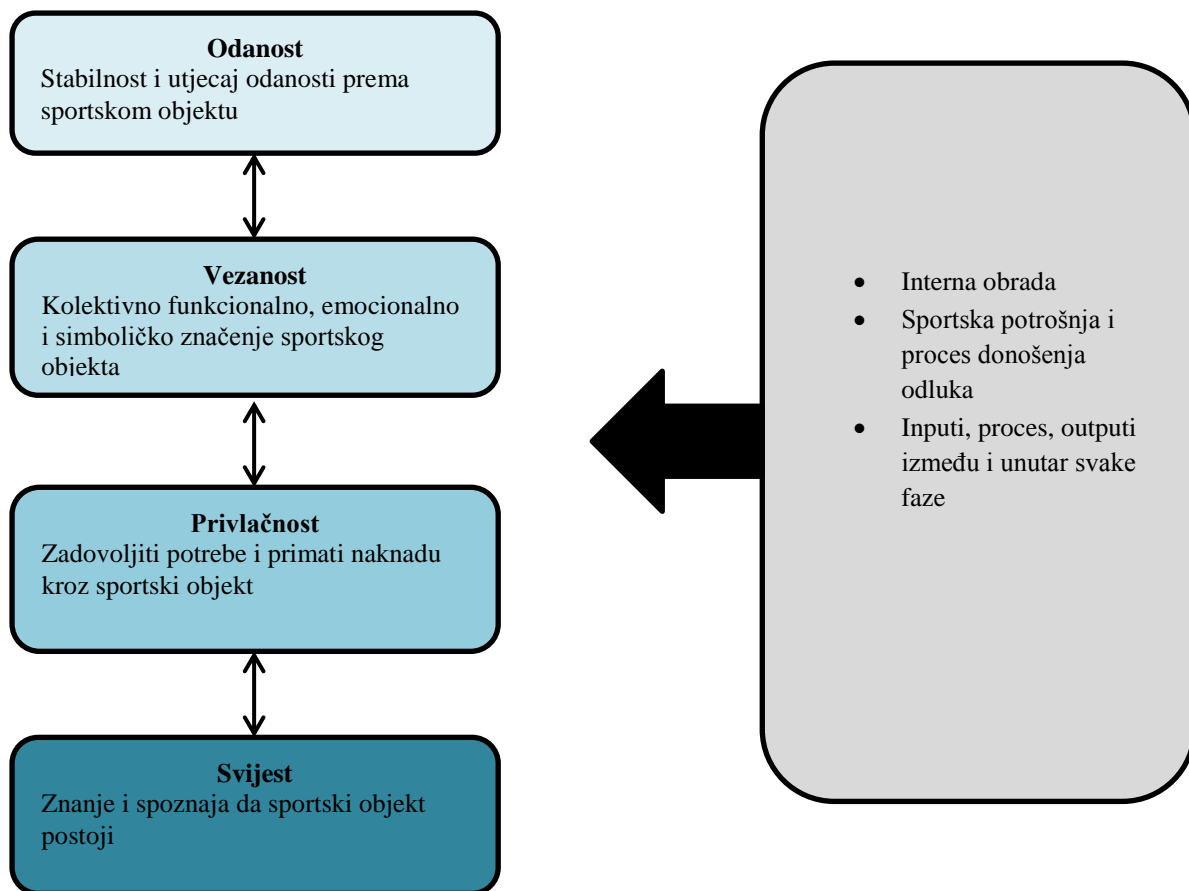 Odanost
Stabilnost i utjecaj odanosti prema
sportskom objektu
Vezanost
Kolektivno funkcionalno, emocionalno
i simboličko značenje sportskog
objekta
Privlačnost
Zadovoljiti potrebe i primati naknadu
kroz sportski objekt
Svijest
Znanje i spoznaja da sportski objekt
postoji
• Interna obrada
• Sportska potrošnja i
proces donošenja
odluka
• Inputi, proces, outputi
između i unutar svake
faze